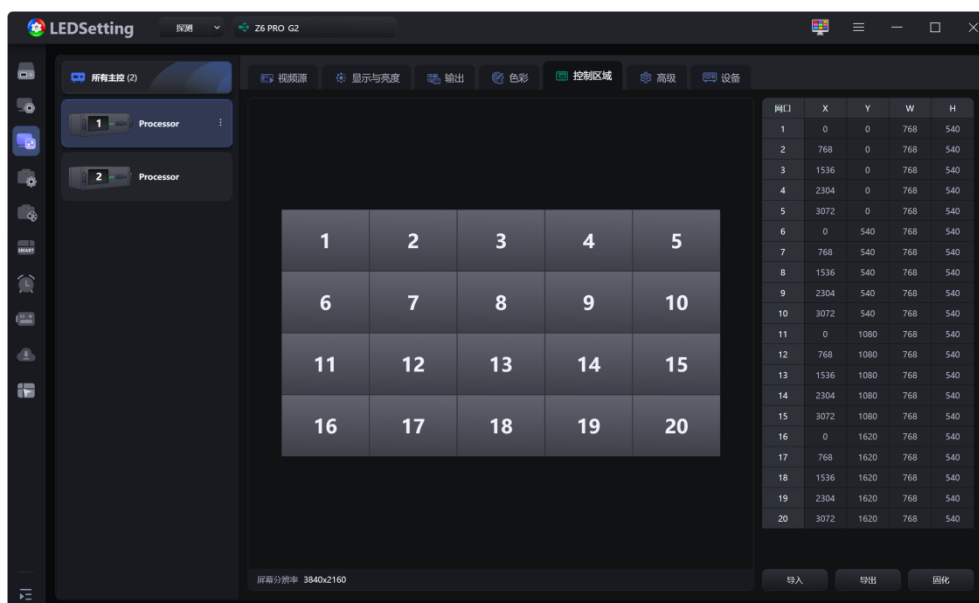 LEDSetting 探测 Z6 PRO G2
所有主控 (2)
1 Processor
2 Processor
视频源 显示与亮度 输出 色彩 控制区域 高级 设备
1 2 3 4 5
6 7 8 9 10
11 12 13 14 15
16 17 18 19 20
屏幕分辨率 3840x2160
网口 X Y W H
1 0 0 768 540
2 768 0 768 540
3 1536 0 768 540
4 2304 0 768 540
5 3072 0 768 540
6 0 540 768 540
7 768 540 768 540
8 1536 540 768 540
9 2304 540 768 540
10 3072 540 768 540
11 0 1080 768 540
12 768 1080 768 540
13 1536 1080 768 540
14 2304 1080 768 540
15 3072 1080 768 540
16 0 1620 768 540
17 768 1620 768 540
18 1536 1620 768 540
19 2304 1620 768 540
20 3072 1620 768 540
导入 导出 固化
SMART